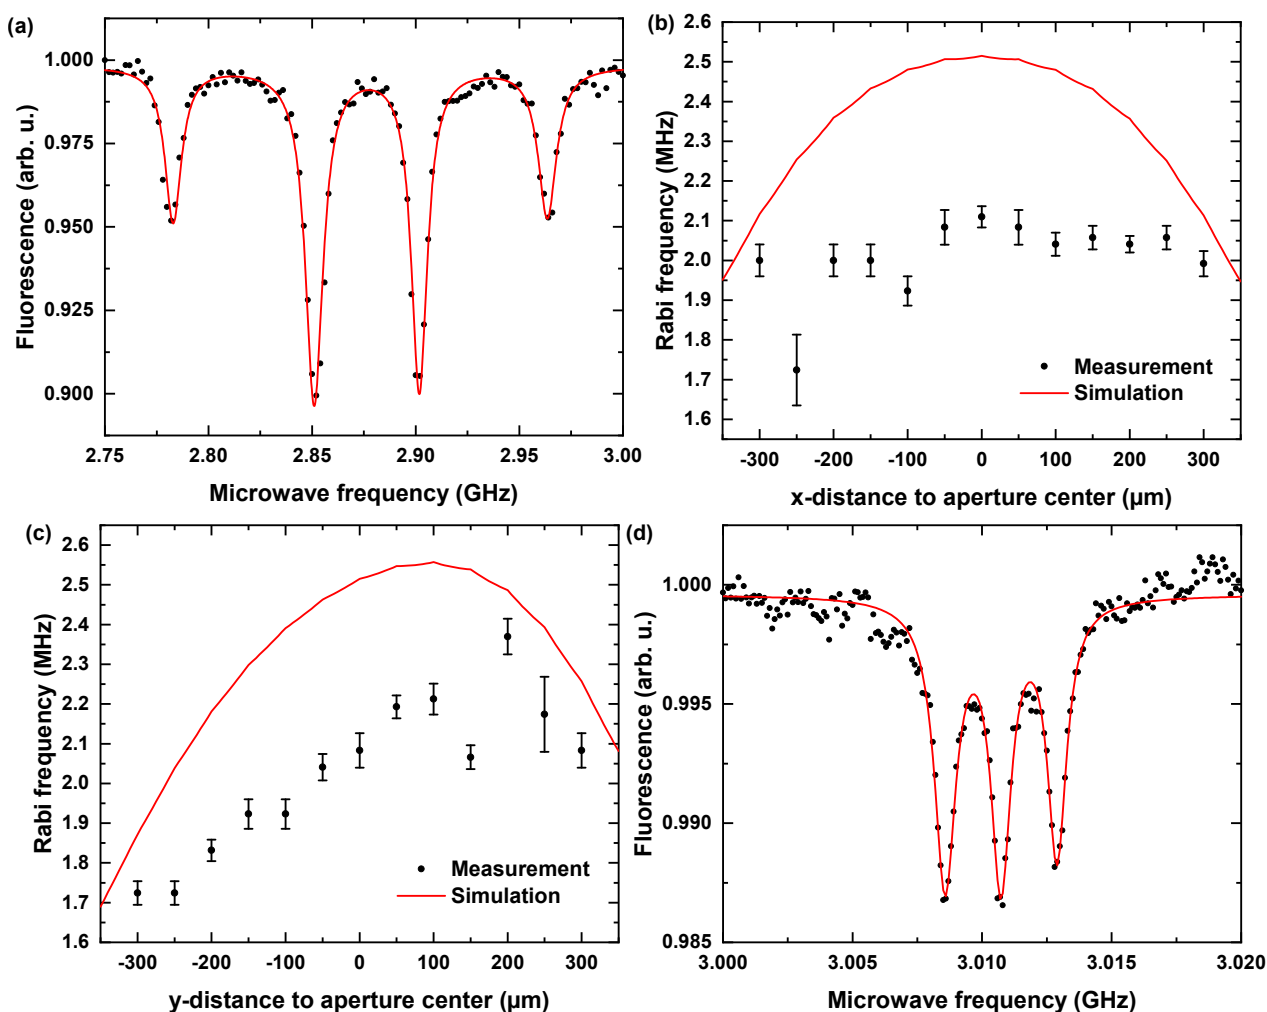 (a)
1.000
0.975
0.950
0.925
0.900
Fluorescence (arb. u.)
2.75 2.80 2.85 2.90 2.95 3.00
Microwave frequency (GHz)
(b)
2.6
2.5
2.4
2.3
2.2
2.1
2.0
1.9
1.8
1.7
1.6
Rabi frequency (MHz)
Measurement
Simulation
-300 -200 -100 0 100 200 300
x-distance to aperture center (µm)
(c)
2.6
2.5
2.4
2.3
2.2
2.1
2.0
1.9
1.8
1.7
1.6
Rabi frequency (MHz)
Measurement
Simulation
-300 -200 -100 0 100 200 300
y-distance to aperture center (µm)
(d)
1.000
0.995
0.990
0.985
Fluorescence (arb. u.)
3.000 3.005 3.010 3.015 3.020
Microwave frequency (GHz)